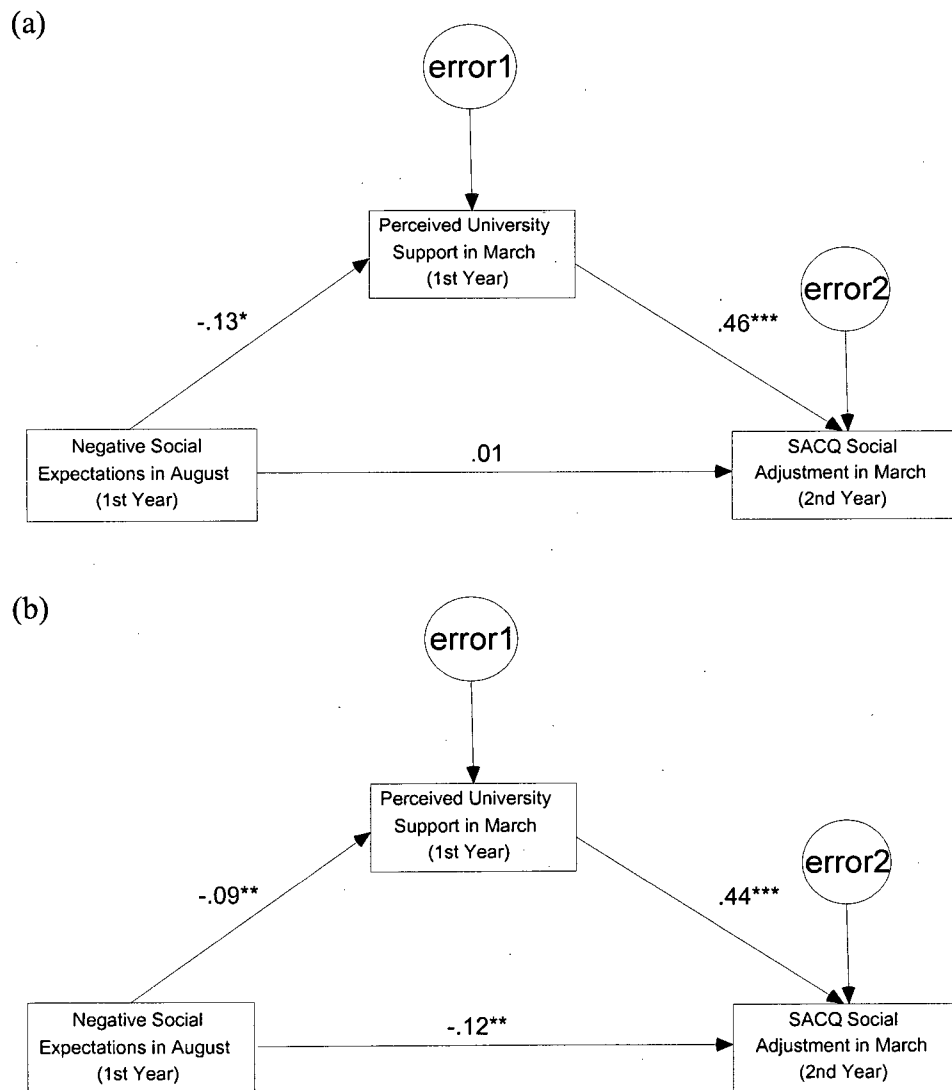 (a)
error1
Perceived University
Support in March
(1st Year)
error2
-.13*
.46***
Negative Social
Expectations in August
(1st Year)
.01
SACQ Social
Adjustment in March
(2nd Year)
(b)
error1
Perceived University
Support in March
(1st Year)
error2
-.09**
.44***
Negative Social
Expectations in August
(1st Year)
-.12**
SACQ Social
Adjustment in March
(2nd Year)